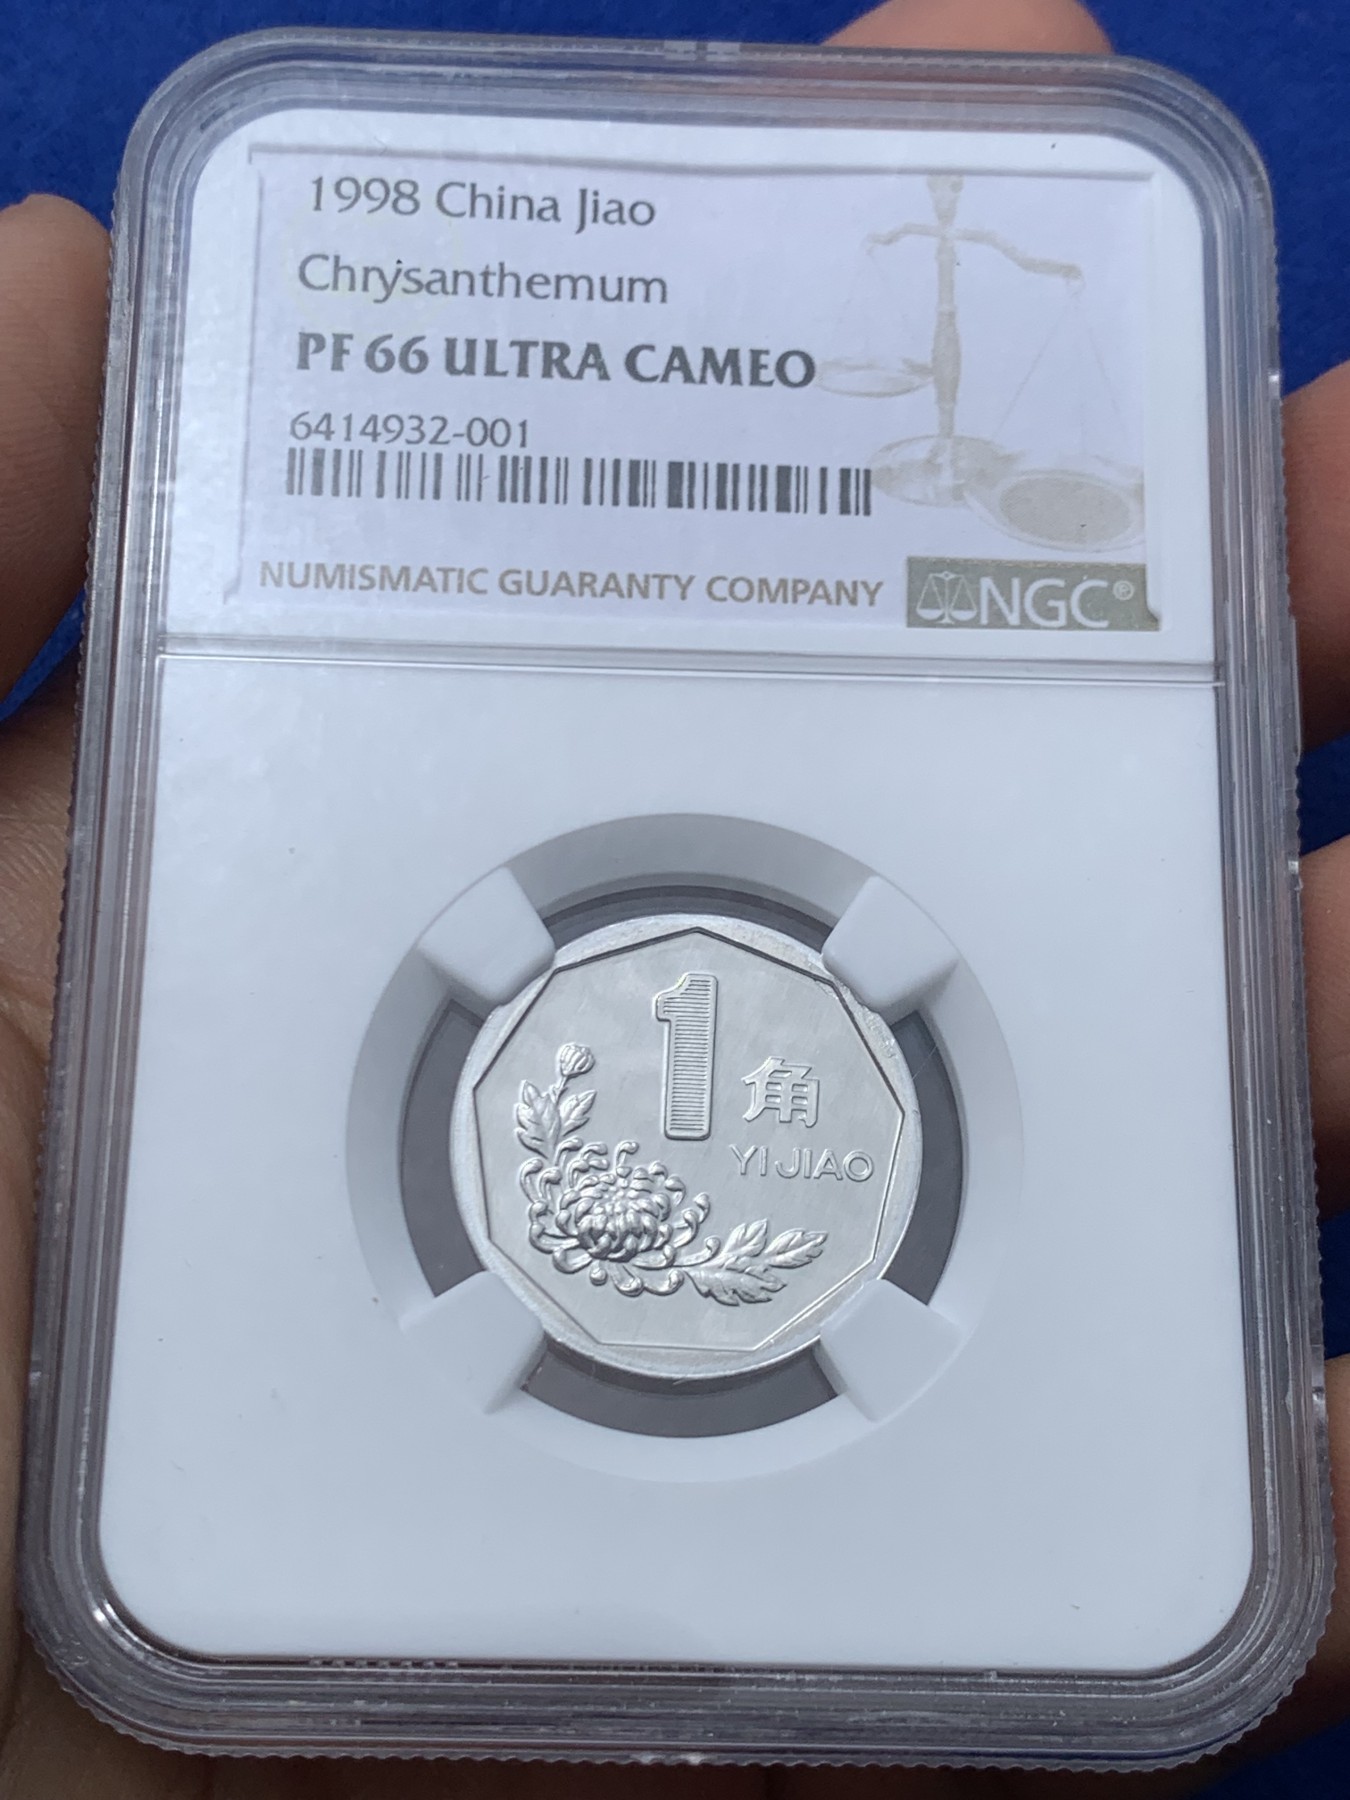 1998 China Jiao
Chrysanthemum
PF 66 ULTRA CAMEO
6414932-001
NUMISMATIC GUARANTY COMPANY NGC®
1
角
YI JIAO